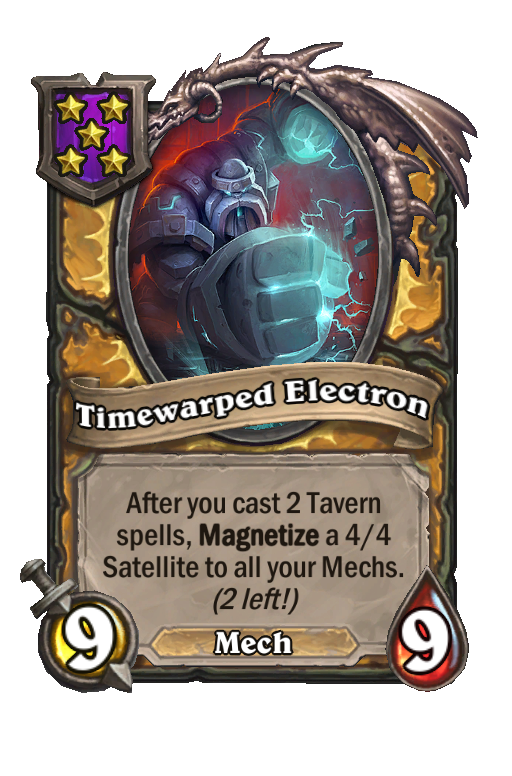 Timewarped Electron
After you cast 2 Tavern
spells, Magnetize a 4/4
Satellite to all your Mechs.
(2 left!)
9
Mech
9